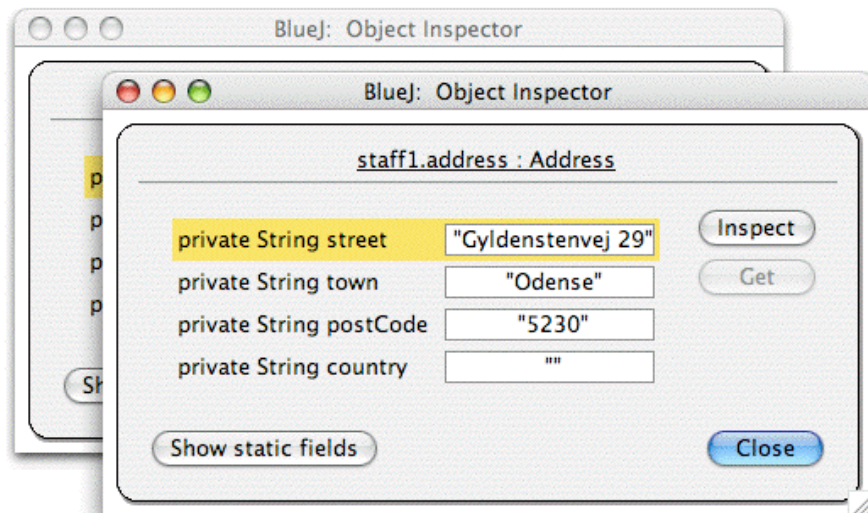 BlueJ: Object Inspector
BlueJ: Object Inspector
staff1.address : Address
p
private String street "Gyldenstenvej 29" Inspect
p
private String town "Odense" Get
p
private String postCode "5230"
p
private String country ""
Sh
Show static fields Close